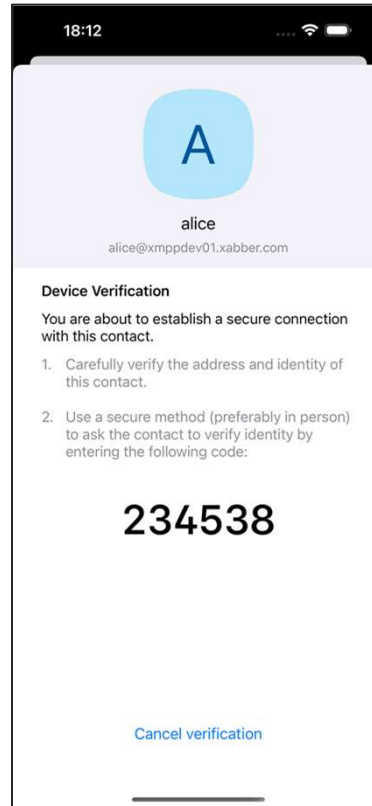 18:12
A
alice
alice@xmppdev01.xabber.com
Device Verification
You are about to establish a secure connection
with this contact.
1. Carefully verify the address and identity of
this contact.
2. Use a secure method (preferably in person)
to ask the contact to verify identity by
entering the following code:
234538
Cancel verification